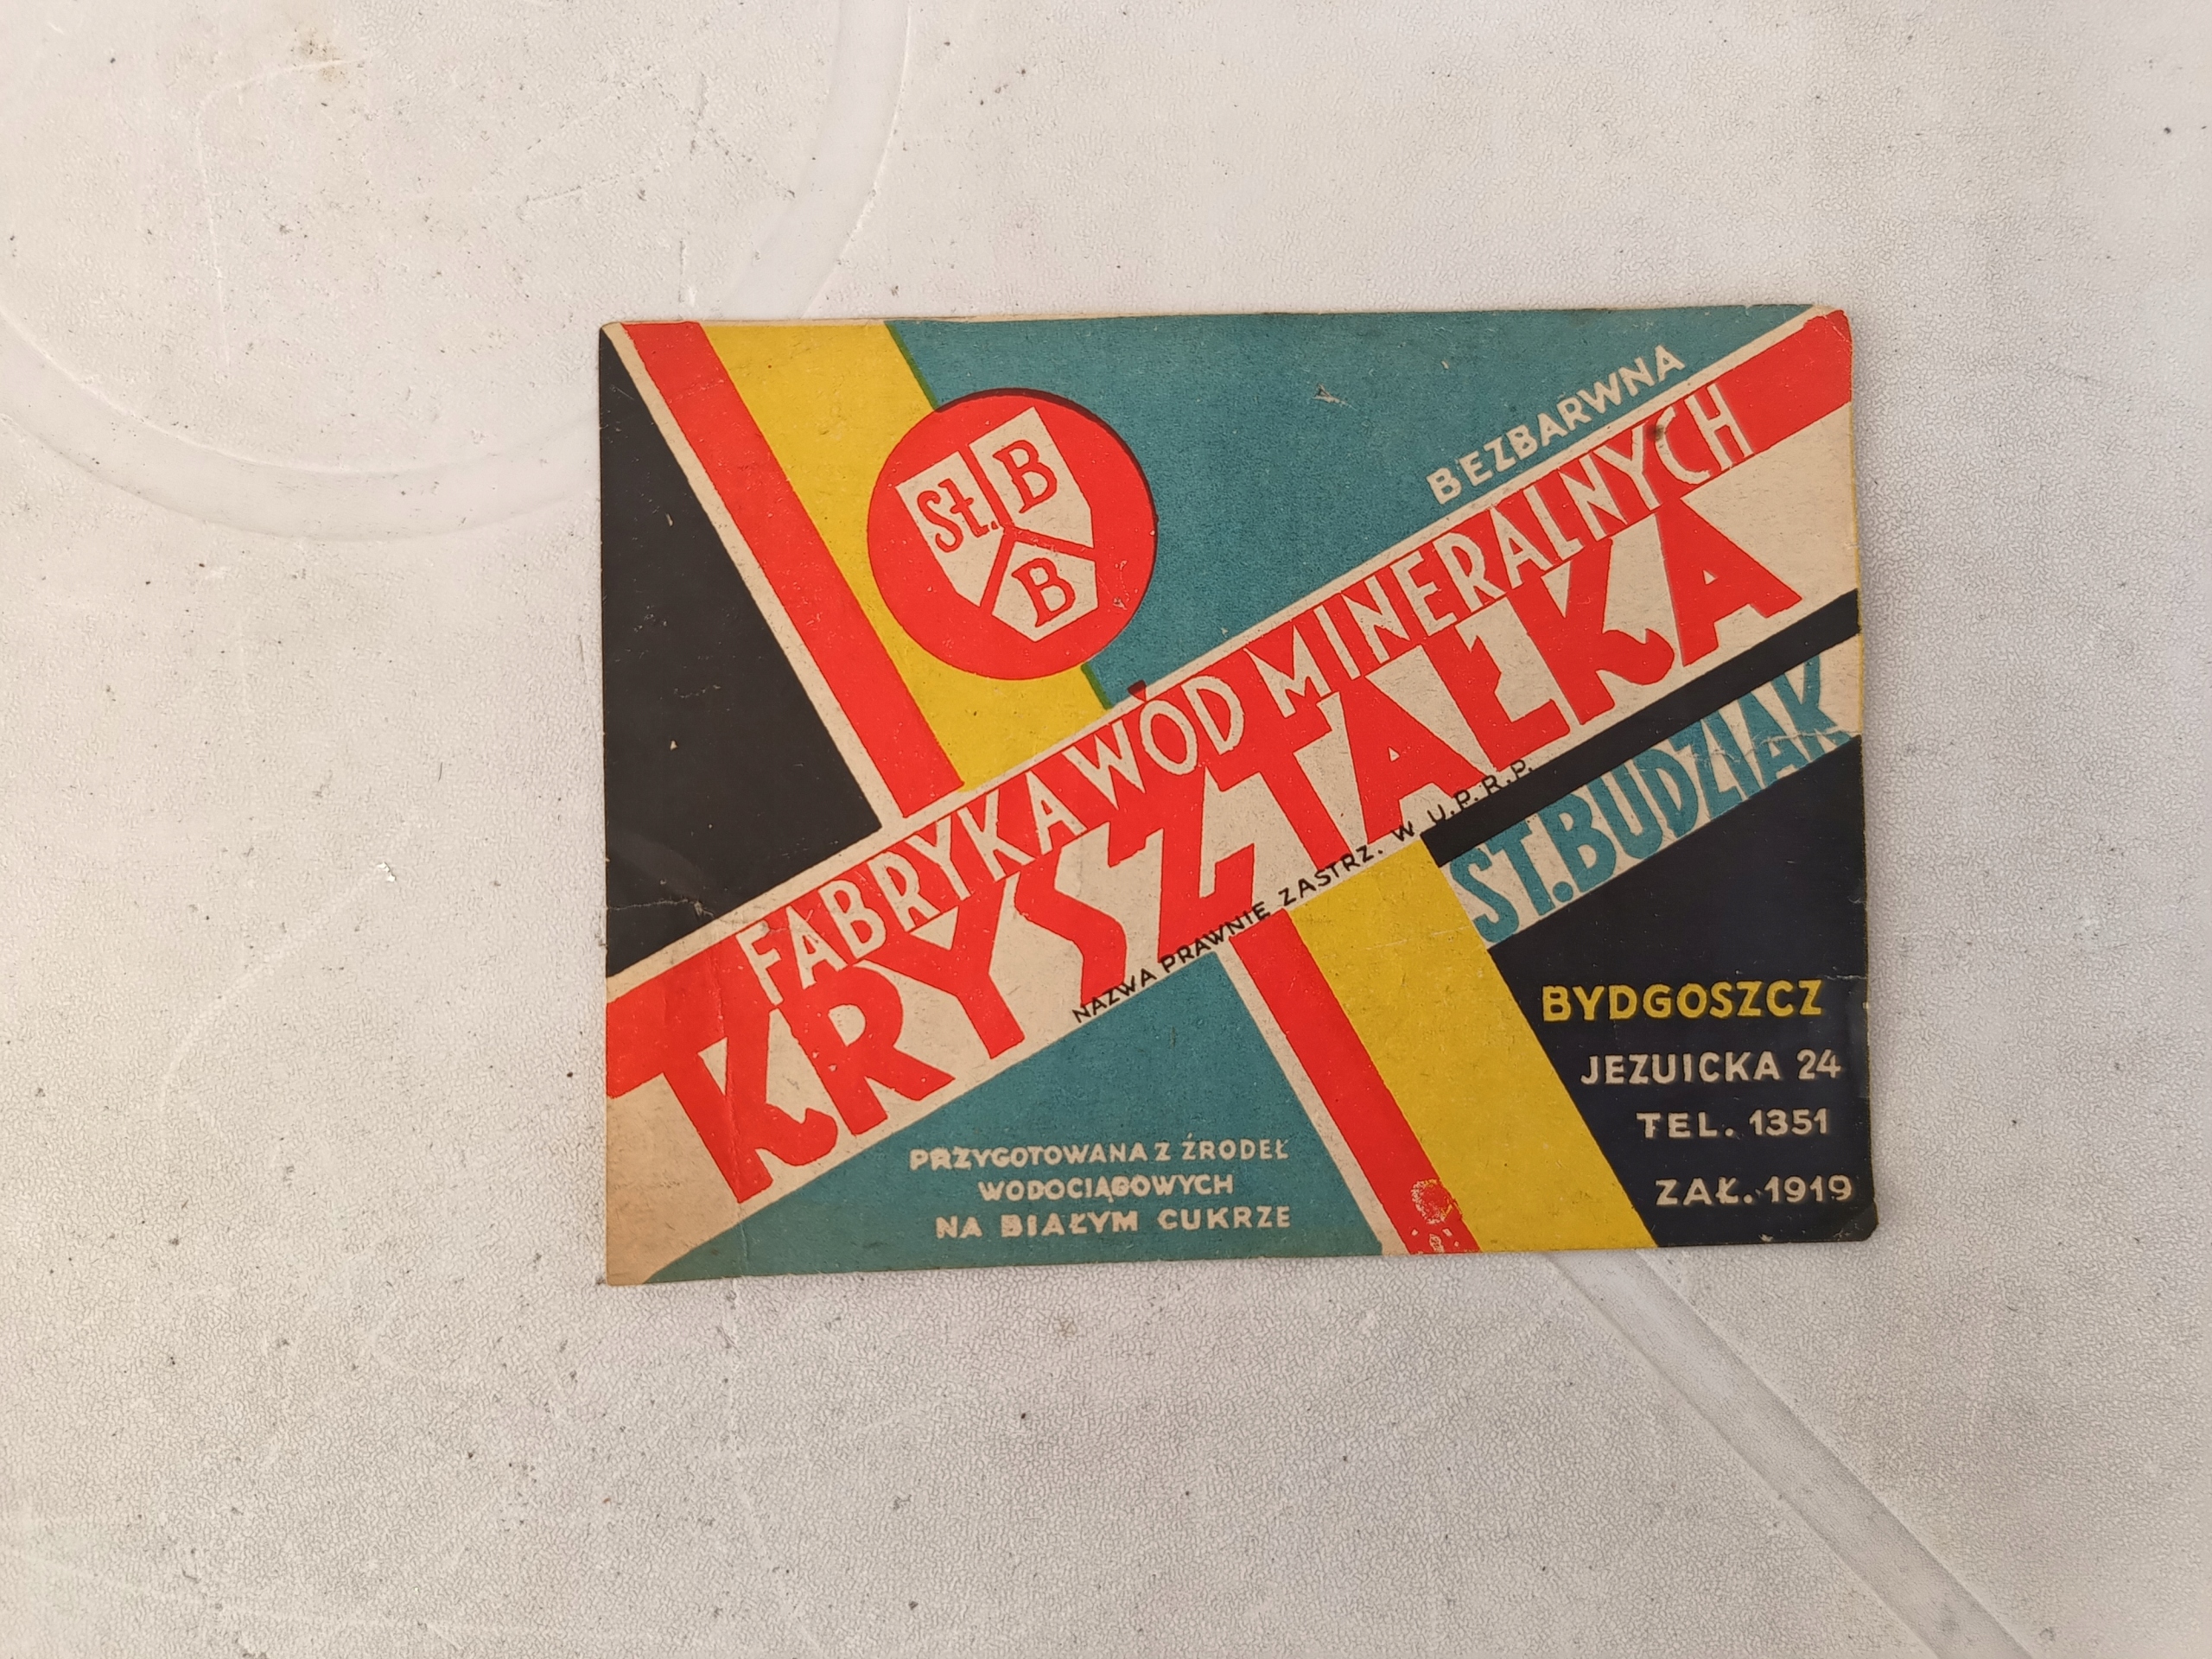 St. B
B
BEZBARWNA
FABRYKA WÓD MINERALNYCH
KRYSZTAŁKA
NAZWA PRAWNIE ZASTRZ. W U.P.R.P.
ST. BUDZIAK
BYDGOSZCZ
JEZUICKA 24
TEL. 1351
ZAŁ. 1919
PRZYGOTOWANA Z ŹRODEŁ
WODOCIĄGOWYCH
NA BIAŁYM CUKRZE